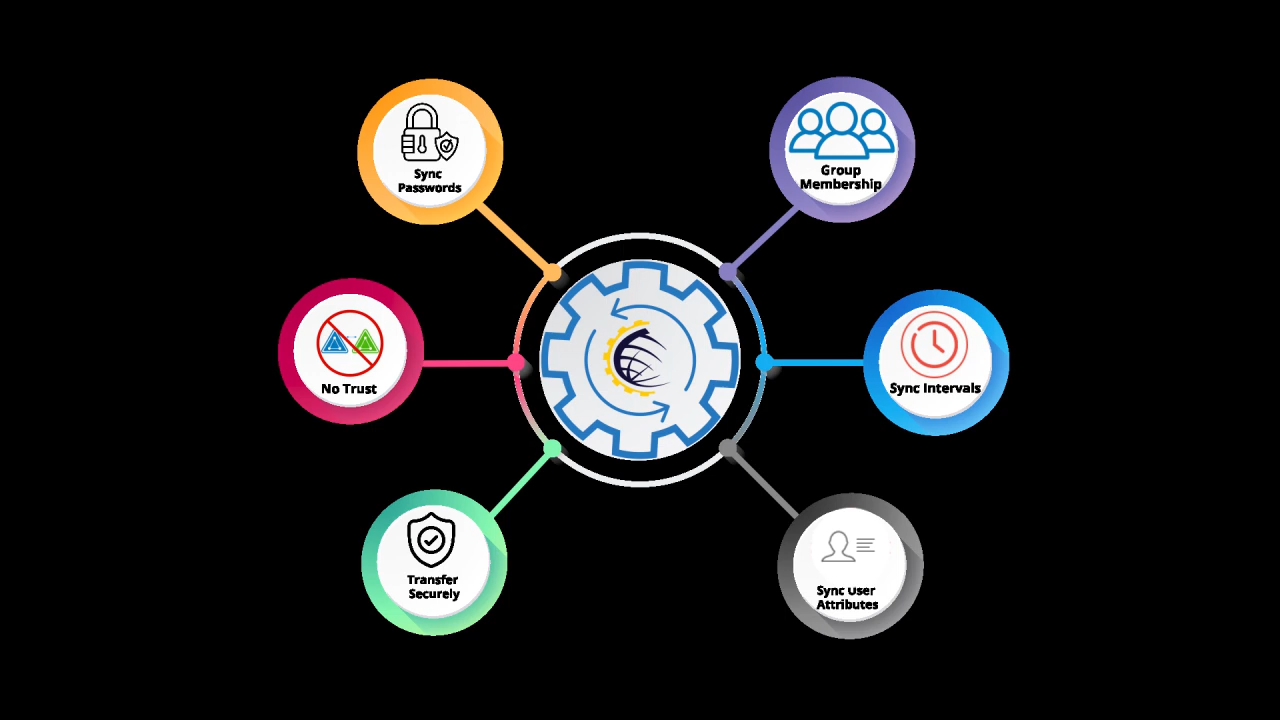 Sync
Passwords
Group
Membership
No Trust
Sync Intervals
Transfer
Securely
Sync User
Attributes